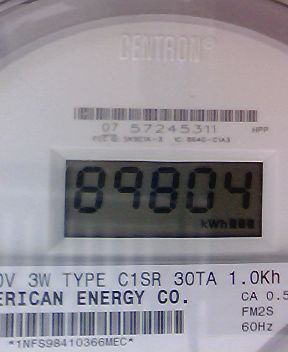 CENTRON®
07 57245311 HPP
89804
kWh
0V 3W TYPE C1SR 30TA 1.0Kh
ERICAN ENERGY CO. CA 0.5
FM2S
*1NFS98410366MEC* 60Hz